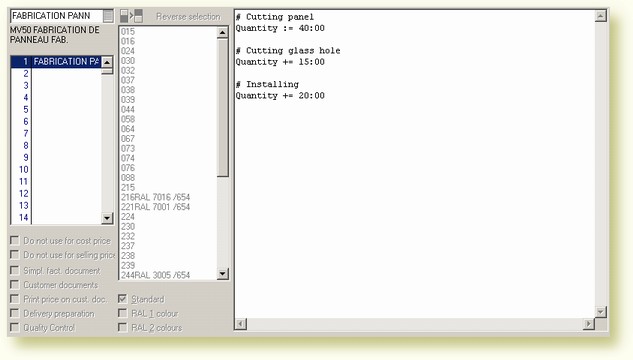 FABRICATION PANN
Reverse selection
MV50 FABRICATION DE
PANNEAU FAB.
1 FABRICATION PA
2
3
4
5
6
7
8
9
10
11
12
13
14
Do not use for cost price
Do not use for selling price
Simpl. fact. document
Customer documents
Print price on cust. doc.
Delivery preparation
Quality Control
015
016
024
030
032
037
038
039
044
058
064
067
073
074
076
088
215
216RAL 7016 /654
221RAL 7001 /654
224
230
232
237
238
239
244RAL 3005 /654
Standard
RAL 1 colour
RAL 2 colours
# Cutting panel
Quantity := 40:00
# Cutting glass hole
Quantity += 15:00
# Installing
Quantity += 20:00